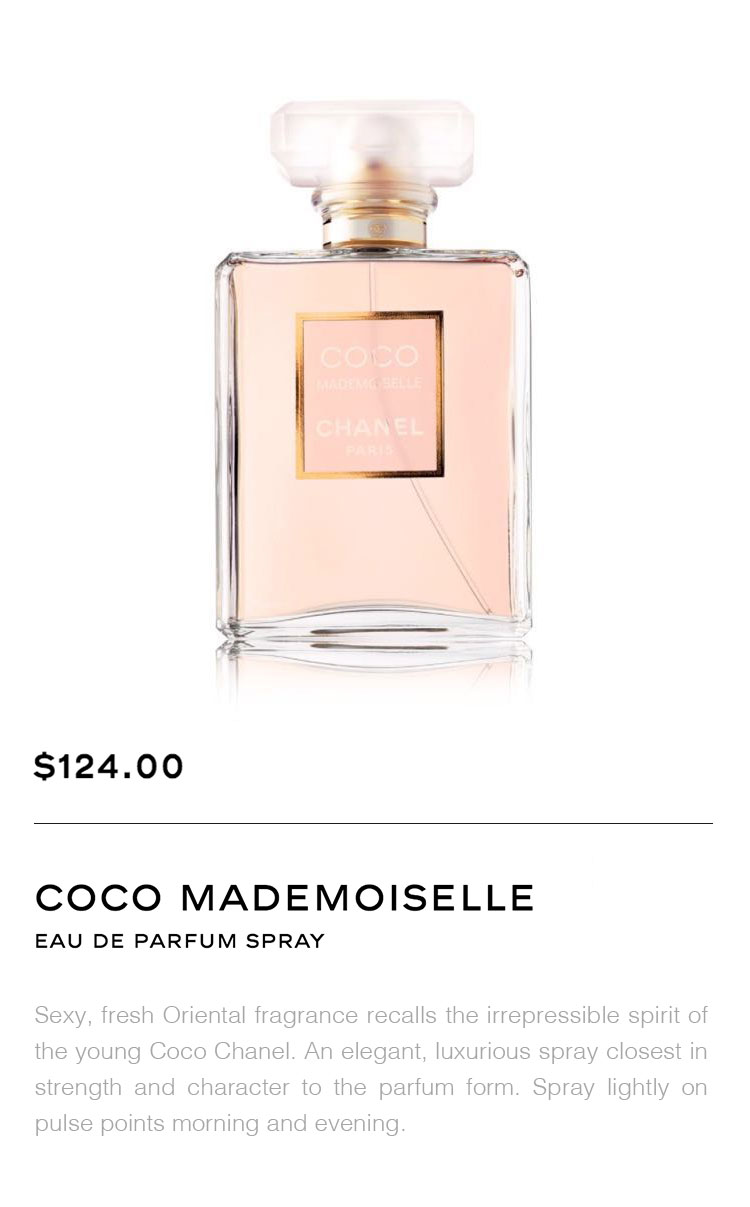 COCO
MADEMOISELLE
CHANEL
PARIS
$124.00
COCO MADEMOISELLE
EAU DE PARFUM SPRAY
Sexy, fresh Oriental fragrance recalls the irrepressible spirit of
the young Coco Chanel. An elegant, luxurious spray closest in
strength and character to the parfum form. Spray lightly on
pulse points morning and evening.